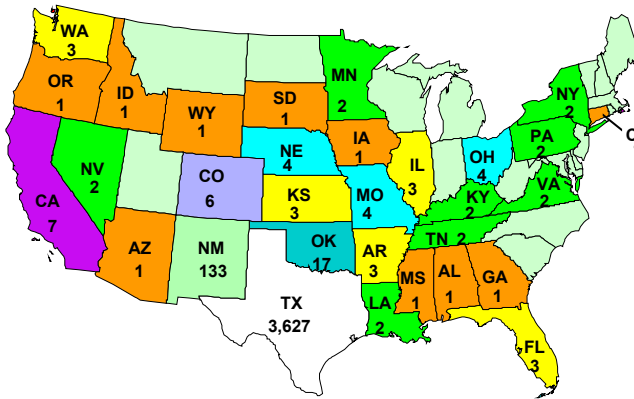 WA
3
OR
1
ID
1
WY
1
SD
1
MN
2
NY
2
PA
2
NV
2
NE
4
IA
1
IL
3
OH
4
CA
7
CO
6
KS
3
MO
4
KY
2
VA
2
AZ
1
NM
133
OK
17
AR
3
TN 2
MS
1
AL
1
GA
1
TX
3,627
LA
2
FL
3